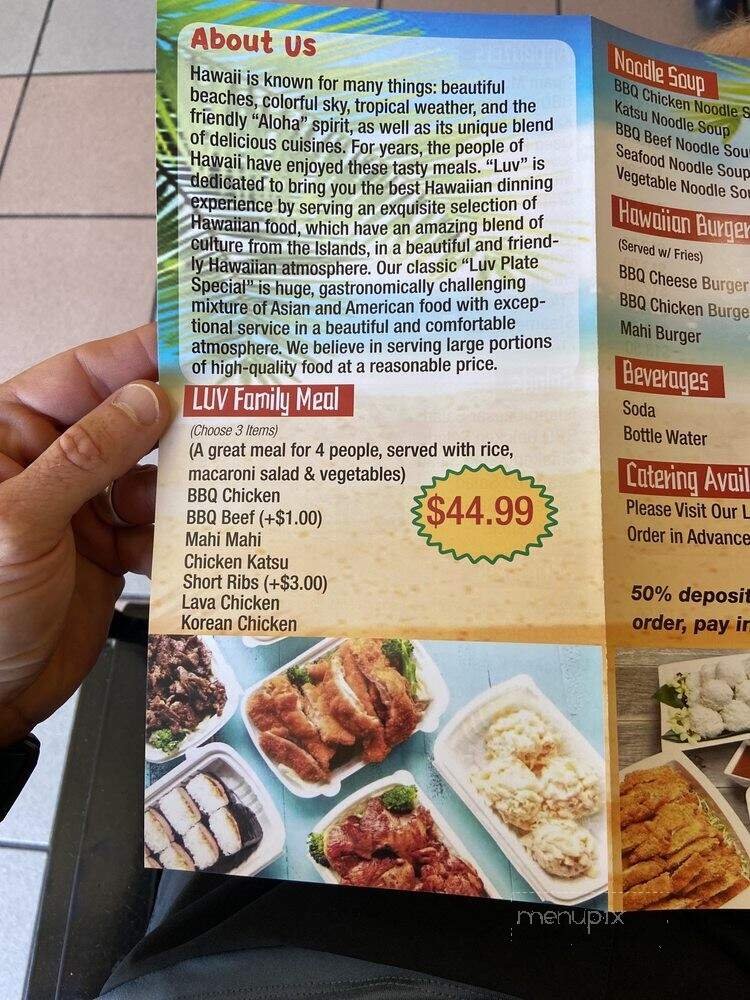 About Us
Hawaii is known for many things: beautiful
beaches, colorful sky, tropical weather, and the
friendly “Aloha” spirit, as well as its unique blend
of delicious cuisines. For years, the people of
Hawaii have enjoyed these tasty meals. “Luv” is
dedicated to bring you the best Hawaiian dinning
experience by serving an exquisite selection of
Hawaiian food, which have an amazing blend of
culture from the Islands, in a beautiful and friend-
ly Hawaiian atmosphere. Our classic “Luv Plate
Special” is huge, gastronomically challenging
mixture of Asian and American food with excep-
tional service in a beautiful and comfortable
atmosphere. We believe in serving large portions
of high-quality food at a reasonable price.
LUV Family Meal
(Choose 3 Items)
(A great meal for 4 people, served with rice,
macaroni salad & vegetables)
BBQ Chicken
BBQ Beef (+$1.00)
Mahi Mahi
Chicken Katsu
Short Ribs (+$3.00)
Lava Chicken
Korean Chicken
$44.99
Noodle Soup
BBQ Chicken Noodle S
Katsu Noodle Soup
BBQ Beef Noodle Sou
Seafood Noodle Soup
Vegetable Noodle So
Hawaiian Burger
(Served w/ Fries)
BBQ Cheese Burger
BBQ Chicken Burge
Mahi Burger
Beverages
Soda
Bottle Water
Catering Avail
Please Visit Our L
Order in Advance
50% deposit
order, pay in
menupix